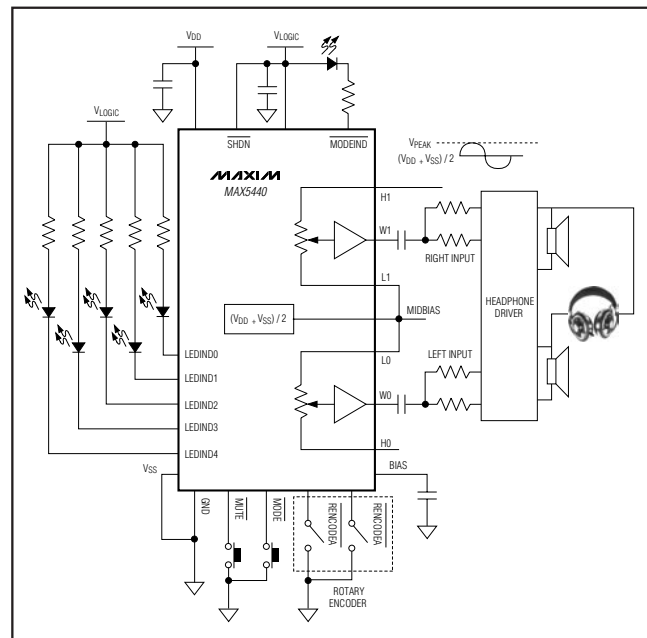 VDD
VLOGIC
VLOGIC
SHDN
MODEIND
MAXIM
MAX5440
VPEAK
(VDD + VSS) / 2
H1
W1
RIGHT INPUT
L1
HEADPHONE
DRIVER
(VDD + VSS) / 2
MIDBIAS
L0
LEFT INPUT
W0
H0
LEDIND0
LEDIND1
LEDIND2
LEDIND3
LEDIND4
VSS
BIAS
GND
MUTE
MODE
RENCODEA
RENCODEA
ROTARY
ENCODER